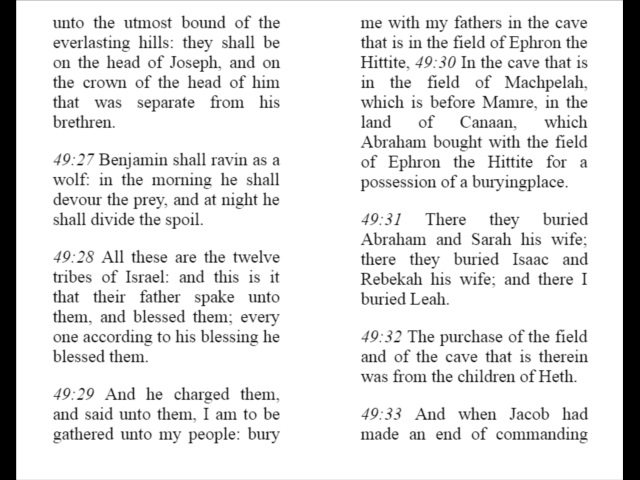 unto the utmost bound of the
everlasting hills: they shall be
on the head of Joseph, and on
the crown of the head of him
that was separate from his
brethren.
49:27 Benjamin shall ravin as a
wolf: in the morning he shall
devour the prey, and at night he
shall divide the spoil.
49:28 All these are the twelve
tribes of Israel: and this is it
that their father spake unto
them, and blessed them; every
one according to his blessing he
blessed them.
49:29 And he charged them,
and said unto them, I am to be
gathered unto my people: bury
me with my fathers in the cave
that is in the field of Ephron the
Hittite, 49:30 In the cave that is
in the field of Machpelah,
which is before Mamre, in the
land of Canaan, which
Abraham bought with the field
of Ephron the Hittite for a
possession of a buryingplace.
49:31 There they buried
Abraham and Sarah his wife;
there they buried Isaac and
Rebekah his wife; and there I
buried Leah.
49:32 The purchase of the field
and of the cave that is therein
was from the children of Heth.
49:33 And when Jacob had
made an end of commanding